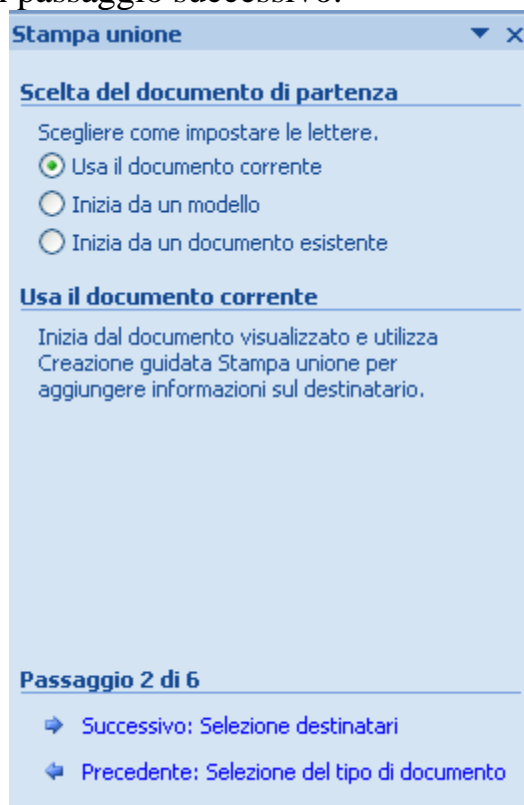 passaggio successivo.
Stampa unione
Scelta del documento di partenza
Scegliere come impostare le lettere.
Usa il documento corrente
Inizia da un modello
Inizia da un documento esistente
Usa il documento corrente
Inizia dal documento visualizzato e utilizza
Creazione guidata Stampa unione per
aggiungere informazioni sul destinatario.
Passaggio 2 di 6
Successivo: Selezione destinatari
Precedente: Selezione del tipo di documento